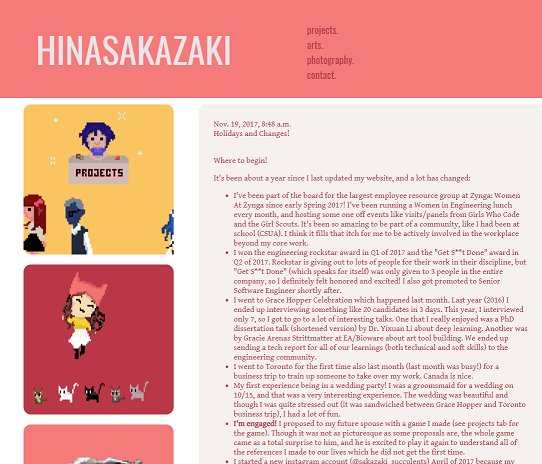 HINASAKAZAKI
projects.
arts.
photography.
contact.
PROJECTS
Nov. 19, 2017, 8:48 a.m.
Holidays and Changes!
Where to begin!
It's been about a year since I last updated my website, and a lot has changed:
• I've been part of the board for the largest employee resource group at Zynga: Women
At Zynga since early Spring 2017! I've been running a Women in Engineering lunch
every month, and hosting some one off events like visits/panels from Girls Who Code
and the Girl Scouts. It's been so amazing to be part of a community, like I had been at
school (CSUA). I think it fills that itch for me to be actively involved in the workplace
beyond my core work.
• I won the engineering rockstar award in Q1 of 2017 and the "Get S**t Done" award in
Q2 of 2017. Rockstar is giving out to lots of people for their work in their discipline, but
"Get S**t Done" (which speaks for itself) was only given to 3 people in the entire
company, so I definitely felt honored and excited! I also got promoted to Senior
Software Engineer shortly after.
• I went to Grace Hopper Celebration which happened last month. Last year (2016) I
ended up interviewing something like 20 candidates in 3 days. This year, I interviewed
only 7, so I got to go to a lot of interesting talks. One that I really enjoyed was a PhD
dissertation talk (shortened version) by Dr. Yixuan Li about deep learning. Another was
by Gracie Arenas Strittmatter at EA/Bioware about art tool building. We ended up
sending a tech report for all of our learnings (both technical and soft skills) to the
engineering community.
• I went to Toronto for the first time also last month (last month was busy!) for a
business trip to train up someone to take over my work. Canada is nice.
• My first experience being in a wedding party! I was a groomsmaid for a wedding on
10/15, and that was a very interesting experience. The wedding was beautiful and
though I was quite stressed out (it was sandwiched between Grace Hopper and Toronto
business trip), I had a lot of fun.
• I'm engaged! I proposed to my future spouse with a game I made (see projects tab for
the game). Though it was not as picturesque as some proposals are, the whole game
came as a total surprise to him, and he is excited to play it again to understand all of
the references I made to our lives which he did not get the first time.
• I started a new instagram account (@sakazaki_succulents) April of 2017 because my